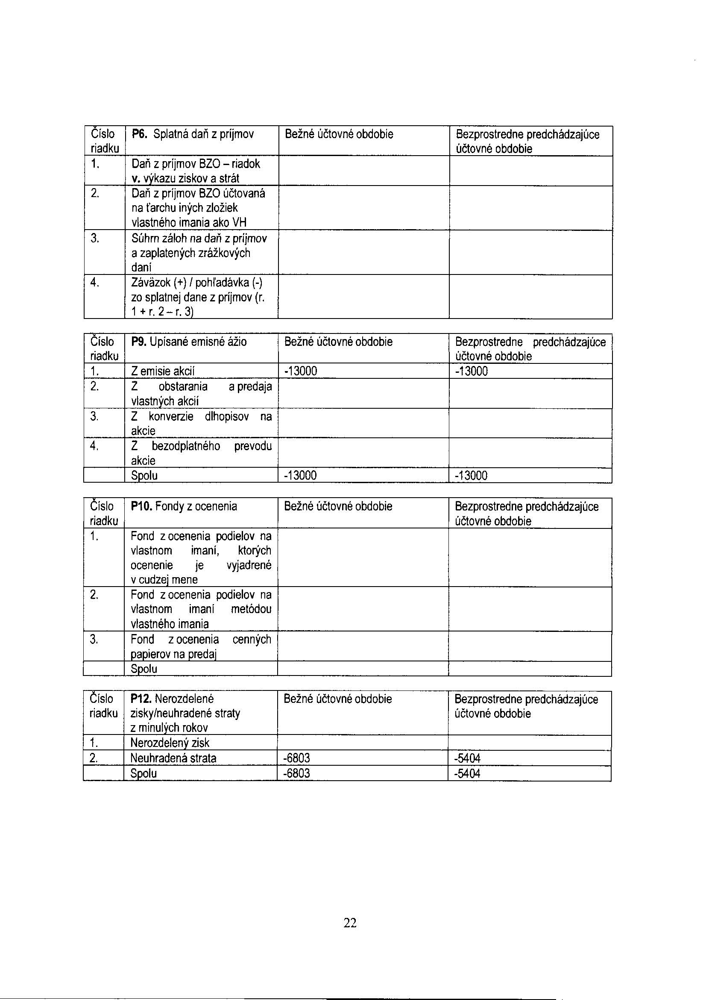 Číslo P6. Splatná daň z príjmov Bežné účtovné obdobie Bezprostredne predchádzajúce
riadku účtovné obdobie
1. Daň z príjmov BZO – riadok
v. výkazu ziskov a strát
2. Daň z príjmov BZO účtovaná
na ťarchu iných zložiek
vlastného imania ako VH
3. Súhrn záloh na daň z príjmov
a zaplatených zrážkových
daní
4. Záväzok (+) / pohľadávka (-)
zo splatnej dane z príjmov (r.
1 + r. 2 – r. 3)
Číslo P9. Upísané emisné ážio Bežné účtovné obdobie Bezprostredne predchádzajúce
riadku účtovné obdobie
1. Z emisie akcií -13000 -13000
2. Z obstarania a predaja
vlastných akcií
3. Z konverzie dlhopisov na
akcie
4. Z bezodplatného prevodu
akcie
Spolu -13000 -13000
Číslo P10. Fondy z ocenenia Bežné účtovné obdobie Bezprostredne predchádzajúce
riadku účtovné obdobie
1. Fond z ocenenia podielov na
vlastnom imaní, ktorých
ocenenie je vyjadrené
v cudzej mene
2. Fond z ocenenia podielov na
vlastnom imaní metódou
vlastného imania
3. Fond z ocenenia cenných
papierov na predaj
Spolu
Číslo P12. Nerozdelené Bežné účtovné obdobie Bezprostredne predchádzajúce
riadku zisky/neuhradené straty účtovné obdobie
z minulých rokov
1. Nerozdelený zisk
2. Neuhradená strata -6803 -5404
Spolu -6803 -5404
22